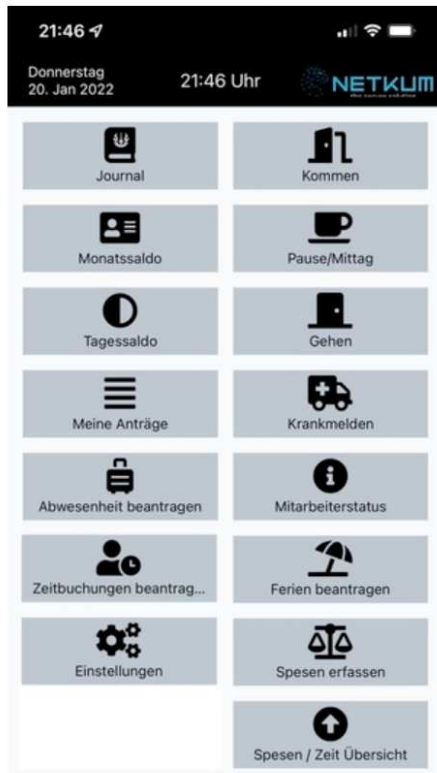 21:46
Donnerstag
20. Jan 2022
21:46 Uhr
NETKUM
Journal
Kommen
Monatssaldo
Pause/Mittag
Tagessaldo
Gehen
Meine Anträge
Krankmelden
Abwesenheit beantragen
Mitarbeiterstatus
Zeitbuchungen beantrag...
Ferien beantragen
Einstellungen
Spesen erfassen
Spesen / Zeit Übersicht